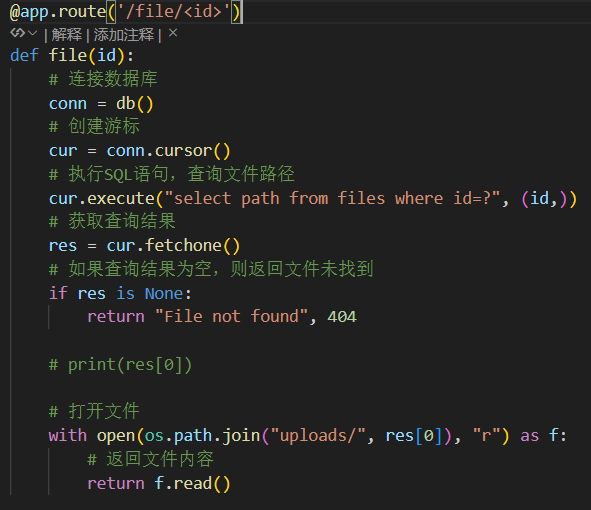 @app.route('/file/<id>')
| 解释 | 添加注释 | ×
def file(id):
# 连接数据库
conn = db()
# 创建游标
cur = conn.cursor()
# 执行SQL语句，查询文件路径
cur.execute("select path from files where id=?", (id,))
# 获取查询结果
res = cur.fetchone()
# 如果查询结果为空，则返回文件未找到
if res is None:
return "File not found", 404
# print(res[0])
# 打开文件
with open(os.path.join("uploads/", res[0]), "r") as f:
# 返回文件内容
return f.read()